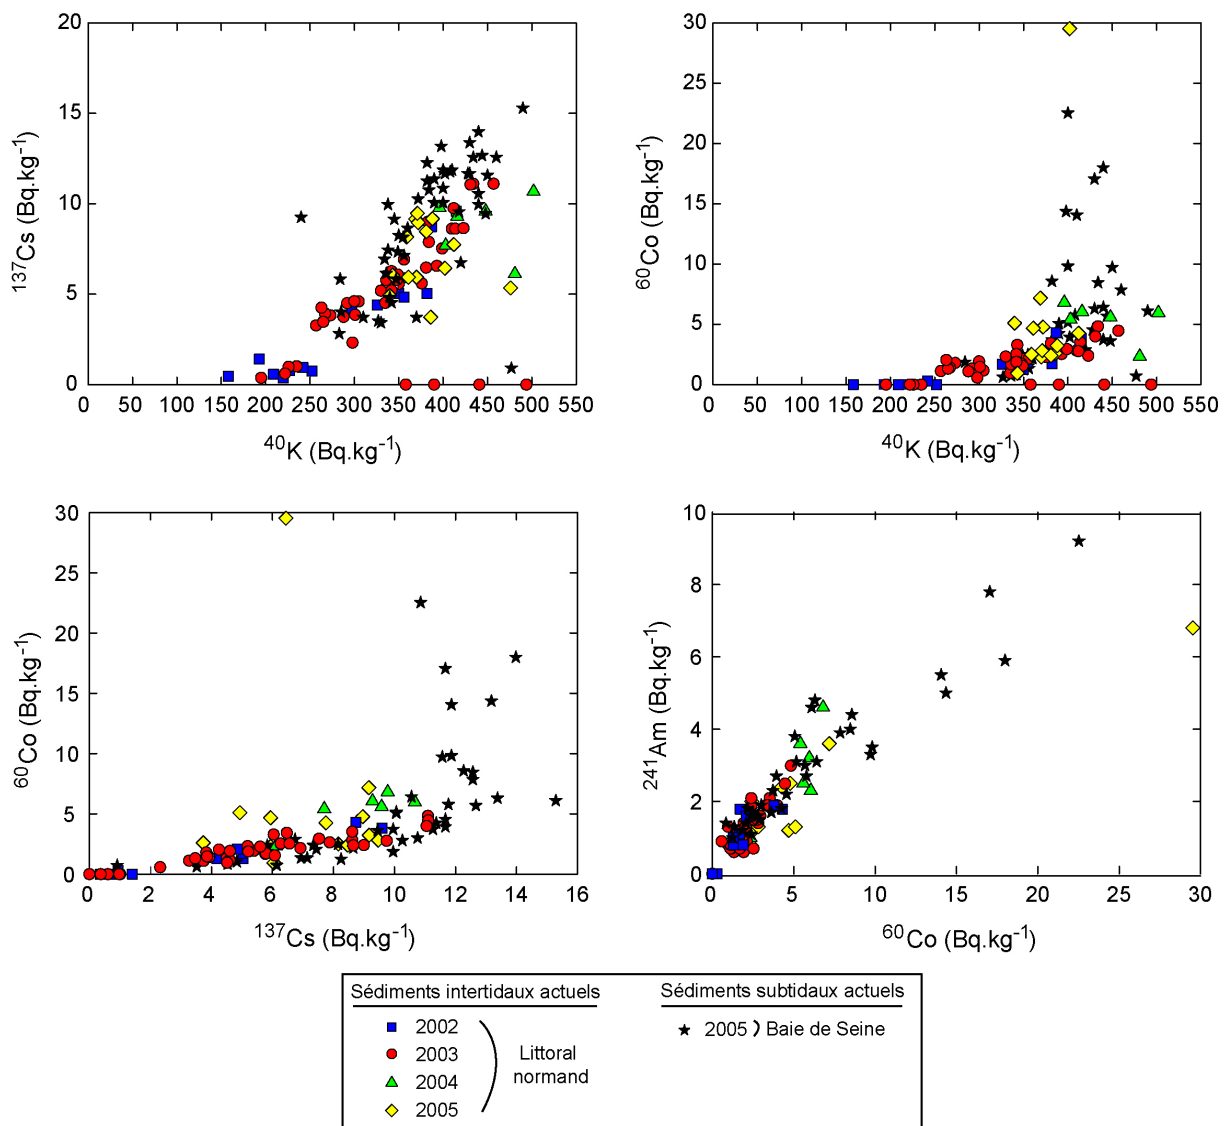 20
15
10
5
0
0 50 100 150 200 250 300 350 400 450 500 550
137Cs (Bq.kg-1)
40K (Bq.kg-1)
30
25
20
15
10
5
0
0 50 100 150 200 250 300 350 400 450 500 550
60Co (Bq.kg-1)
40K (Bq.kg-1)
30
25
20
15
10
5
0
0 2 4 6 8 10 12 14 16
60Co (Bq.kg-1)
137Cs (Bq.kg-1)
10
8
6
4
2
0
0 5 10 15 20 25 30
241Am (Bq.kg-1)
60Co (Bq.kg-1)
Sédiments intertidaux actuels
2002
2003
2004
2005
Littoral
normand
Sédiments subtidaux actuels
2005 Baie de Seine